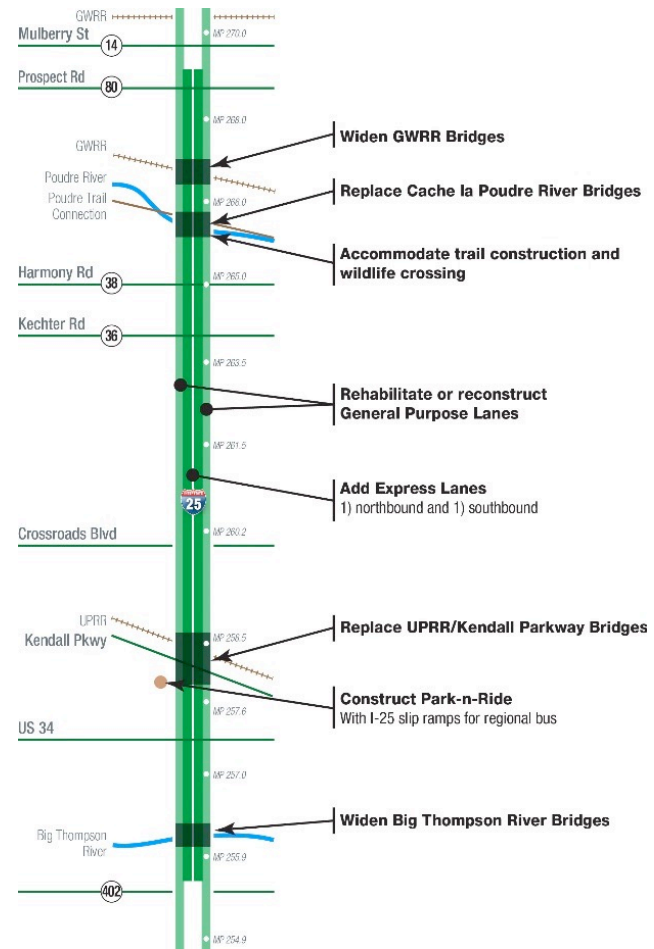 GWRR
MP 270.0
Mulberry St
14
Prospect Rd
80
MP 268.0
Widen GWRR Bridges
GWRR
Poudre River
Replace Cache la Poudre River Bridges
Poudre Trail
Connection
MP 266.0
Accommodate trail construction and
wildlife crossing
Harmony Rd
38
MP 265.0
Kechter Rd
36
MP 263.5
Rehabilitate or reconstruct
General Purpose Lanes
MP 261.5
Add Express Lanes
1) northbound and 1) southbound
25
Crossroads Blvd
MP 260.2
UPRR
Kendall Pkwy
MP 258.5
Replace UPRR/Kendall Parkway Bridges
Construct Park-n-Ride
With I-25 slip ramps for regional bus
MP 257.6
US 34
MP 257.0
Widen Big Thompson River Bridges
Big Thompson
River
MP 255.9
402
MP 254.9